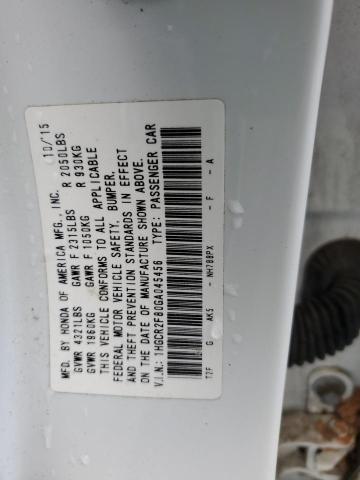 MFD. BY HONDA OF AMERICA MFG., INC. 10/15
GVWR 4321LBS GAWR F 2315LBS R 2050LBS
GVWR 1960KG GAWR F 1050KG R 930KG
THIS VEHICLE CONFORMS TO ALL APPLICABLE
FEDERAL MOTOR VEHICLE SAFETY, BUMPER,
AND THEFT PREVENTION STANDARDS IN EFFECT
ON THE DATE OF MANUFACTURE SHOWN ABOVE.
V.I.N.: 1HGCR2F80GA045456 TYPE: PASSENGER CAR
T2F G AK5 - NH788PX - F - A